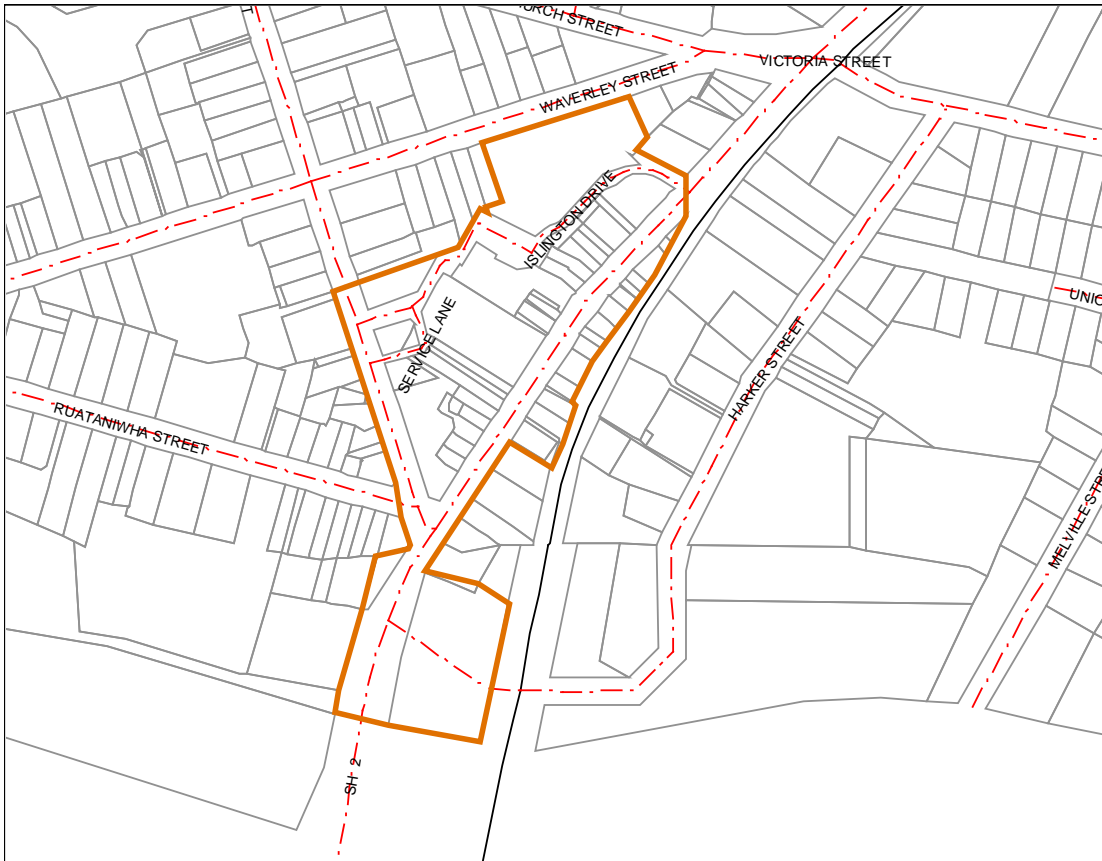 VICTORIA STREET
WAVERLEY STREET
ISLINGTON DRIVE
SERVICE LANE
HARKER STREET
RUATANIWHA STREET
SH 2